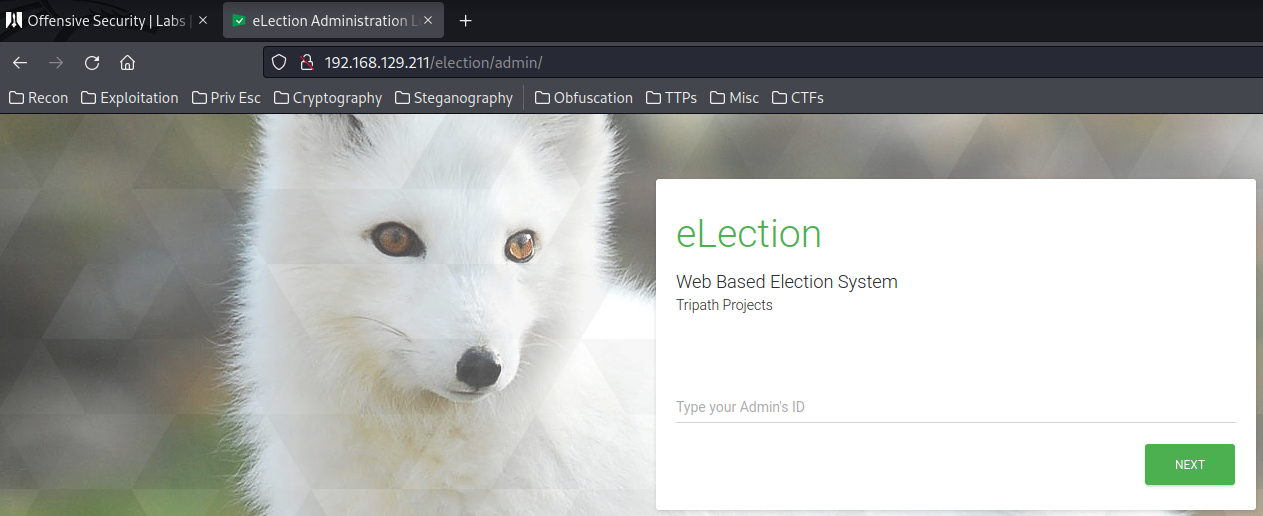 Offensive Security | Labs |
eLection Administration L
192.168.129.211/election/admin/
Recon Exploitation Priv Esc Cryptography Steganography Obfuscation TTPs Misc CTFs
eLection
Web Based Election System
Tripath Projects
Type your Admin's ID
NEXT